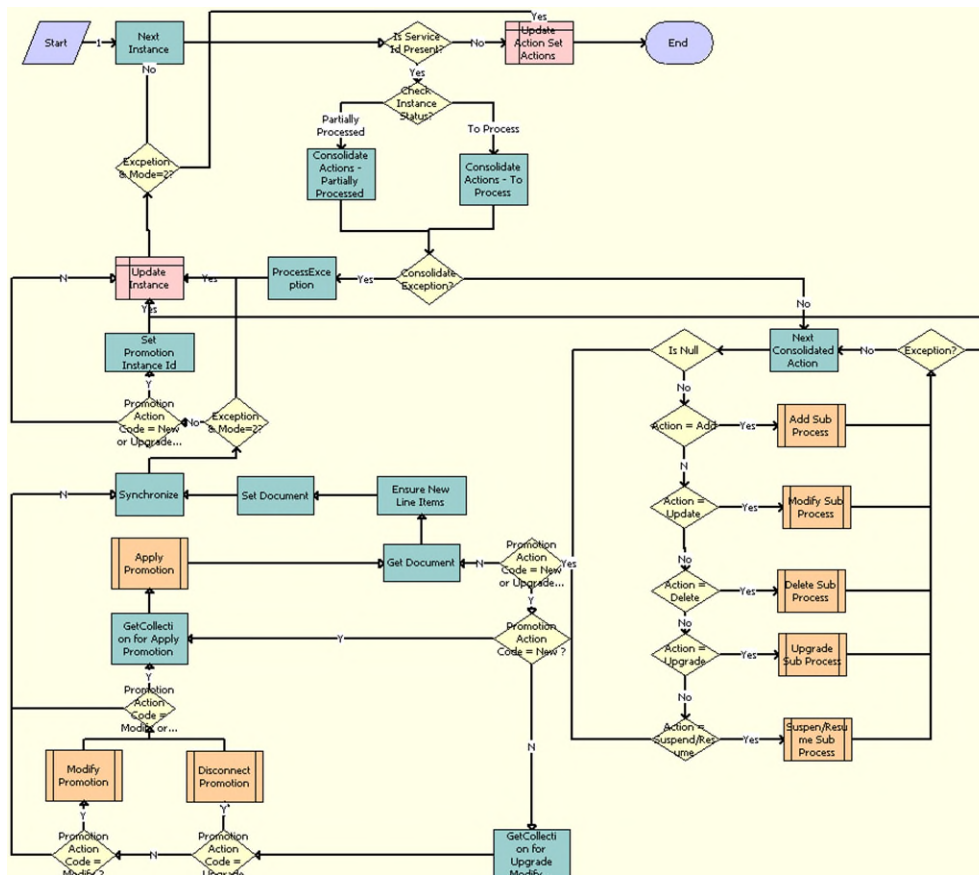 Start
1
Next
Instance
Is Service
Id Present?
No
Update
Action Set
Actions
Yes
End
No
Yes
Check
Instance
Status?
Partially
Processed
To Process
Excpetion
& Mode=2?
Consolidate
Actions -
Partially
Processed
Consolidate
Actions - To
Process
N
Update
Instance
Yes
ProcessExce
ption
Yes
Consolidate
Exception?
No
Yes
Set
Promotion
Instance Id
Is Null
Next
Consolidated
Action
No
Exception?
Y
No
Promotion
Action
Code = New
or Upgrade...
No
Exception
& Mode=2?
Action = Add
Yes
Add Sub
Process
N
N
Synchronize
Set Document
Ensure New
Line Items
Action =
Update
Yes
Modify Sub
Process
No
Apply
Promotion
Get Document
N
Promotion
Action
Code = New
or Upgrade...
Yes
Action =
Delete
Yes
Delete Sub
Process
Y
No
GetCollecti
on for Apply
Promotion
Y
Promotion
Action
Code = New ?
Action =
Upgrade
Yes
Upgrade
Sub Process
Y
No
Promotion
Action
Code =
Modify or...
Action =
Suspend/Res
ume
Yes
Suspen/Resu
me Sub
Process
N
Modify
Promotion
Disconnect
Promotion
Y
Y
Promotion
Action
Code =
Modify ?
N
Promotion
Action
Code =
Upgrade
GetCollecti
on for
Upgrade
Modify